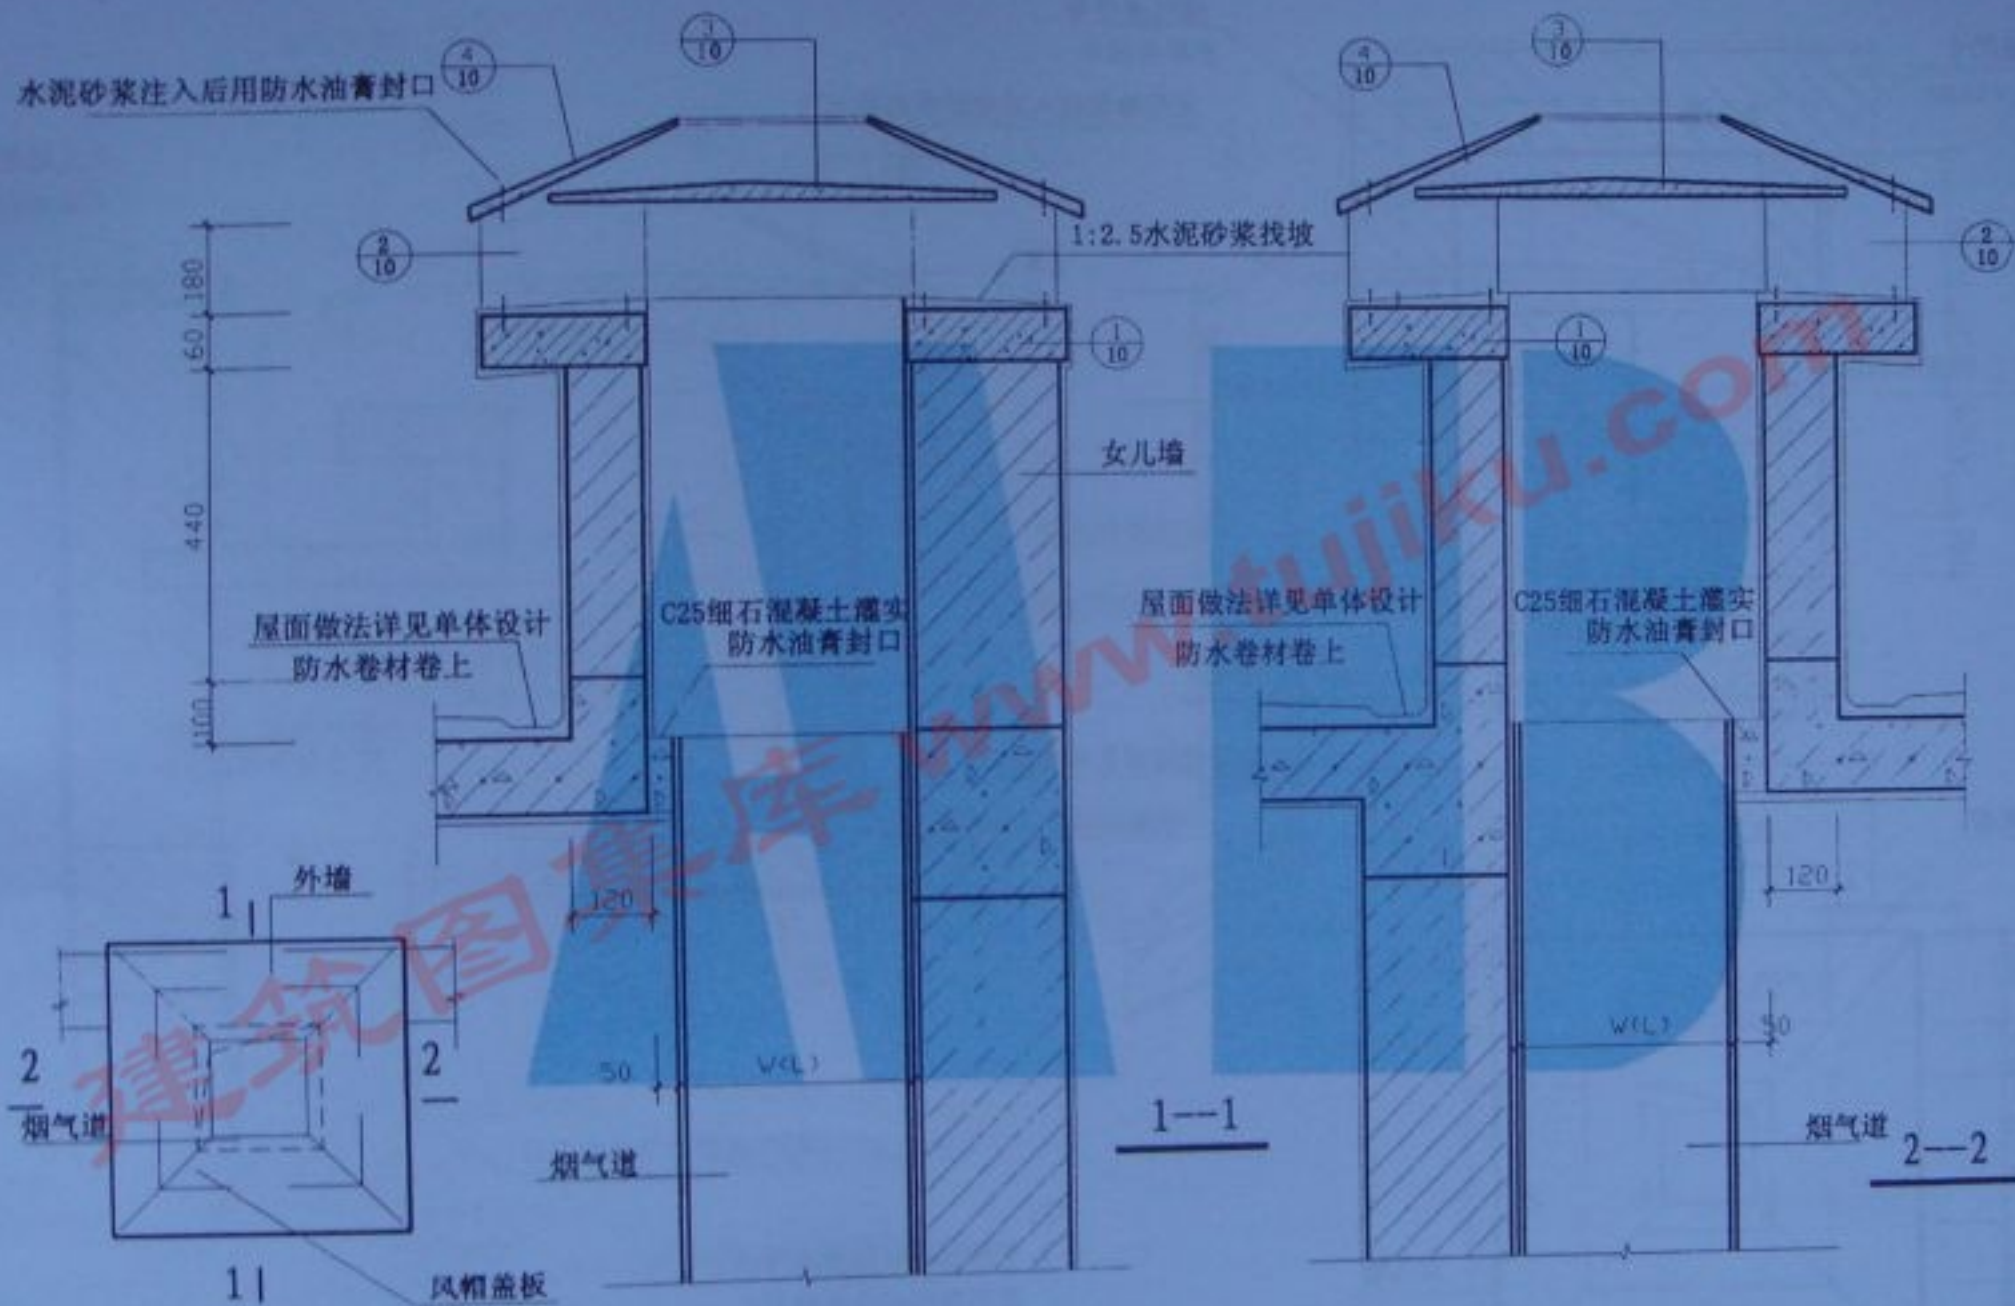 3
10
4
10
水泥砂浆注入后用防水油膏封口
2
10
1:2.5水泥砂浆找坡
1
10
180
60
440
100
女儿墙
C25细石混凝土灌实
防水油膏封口
屋面做法详见单体设计
防水卷材卷上
120
50
W(L)
烟气道
1--1
3
10
4
10
2
10
1
10
屋面做法详见单体设计
防水卷材卷上
C25细石混凝土灌实
防水油膏封口
120
W(L)
50
烟气道
2--2
外墙
1
2
2
烟气道
1
风帽盖板
建筑图集库 www.tujiku.com